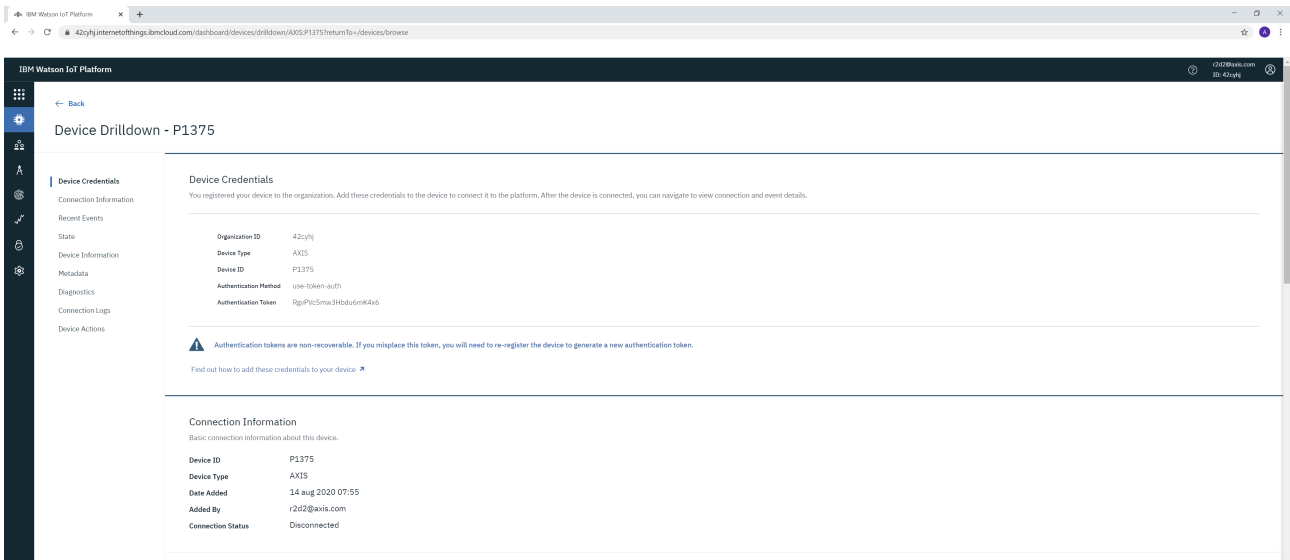 IBM Watson IoT Platform
42cyhj.internetofthings.ibmcloud.com/dashboard/devices/drilldown/AXIS:P1375?returnTo=/devices/browse
A
IBM Watson IoT Platform
r2d2@axis.com
ID: 42cyhj
Back
Device Drilldown - P1375
Device Credentials
Connection Information
Recent Events
State
Device Information
Metadata
Diagnostics
Connection Logs
Device Actions
Device Credentials
You registered your device to the organization. Add these credentials to the device to connect it to the platform. After the device is connected, you can navigate to view connection and event details.
Organization ID 42cyhj
Device Type AXIS
Device ID P1375
Authentication Method use-token-auth
Authentication Token RgvPVc5mw3Hbdu6mK4x6
Authentication tokens are non-recoverable. If you misplace this token, you will need to re-register the device to generate a new authentication token.
Find out how to add these credentials to your device
Connection Information
Basic connection information about this device.
Device ID P1375
Device Type AXIS
Date Added 14 aug 2020 07:55
Added By r2d2@axis.com
Connection Status Disconnected